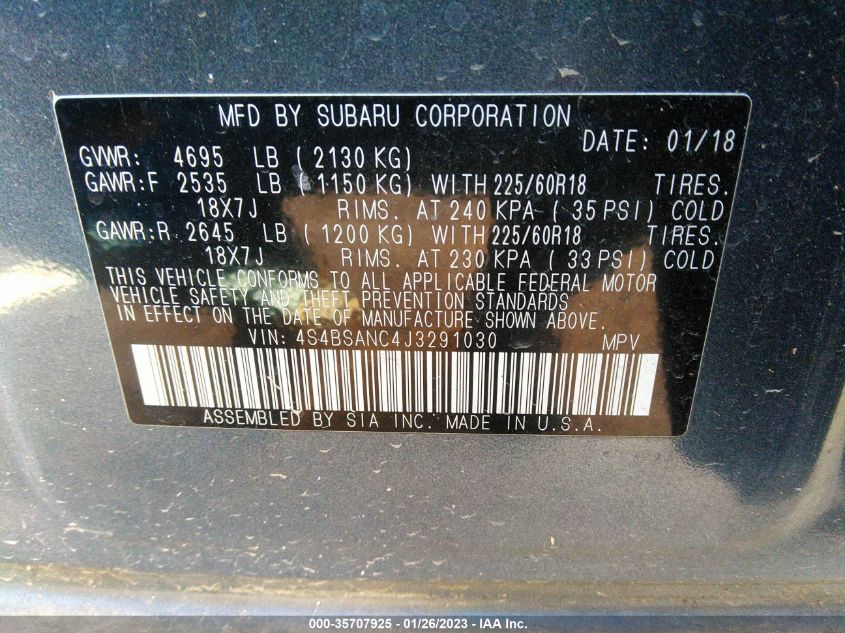 MFD BY SUBARU CORPORATION
DATE: 01/18
GVWR: 4695 LB ( 2130 KG)
GAWR:F 2535 LB ( 1150 KG) WITH 225/60R18 TIRES.
18X7J RIMS. AT 240 KPA ( 35 PSI) COLD
GAWR:R 2645 LB ( 1200 KG) WITH 225/60R18 TIRES.
18X7J RIMS. AT 230 KPA ( 33 PSI) COLD
THIS VEHICLE CONFORMS TO ALL APPLICABLE FEDERAL MOTOR
VEHICLE SAFETY AND THEFT PREVENTION STANDARDS
IN EFFECT ON THE DATE OF MANUFACTURE SHOWN ABOVE.
VIN: 4S4BSANC4J3291030 MPV
ASSEMBLED BY SIA INC. MADE IN U.S.A.
000-35707925 - 01/26/2023 - IAA Inc.